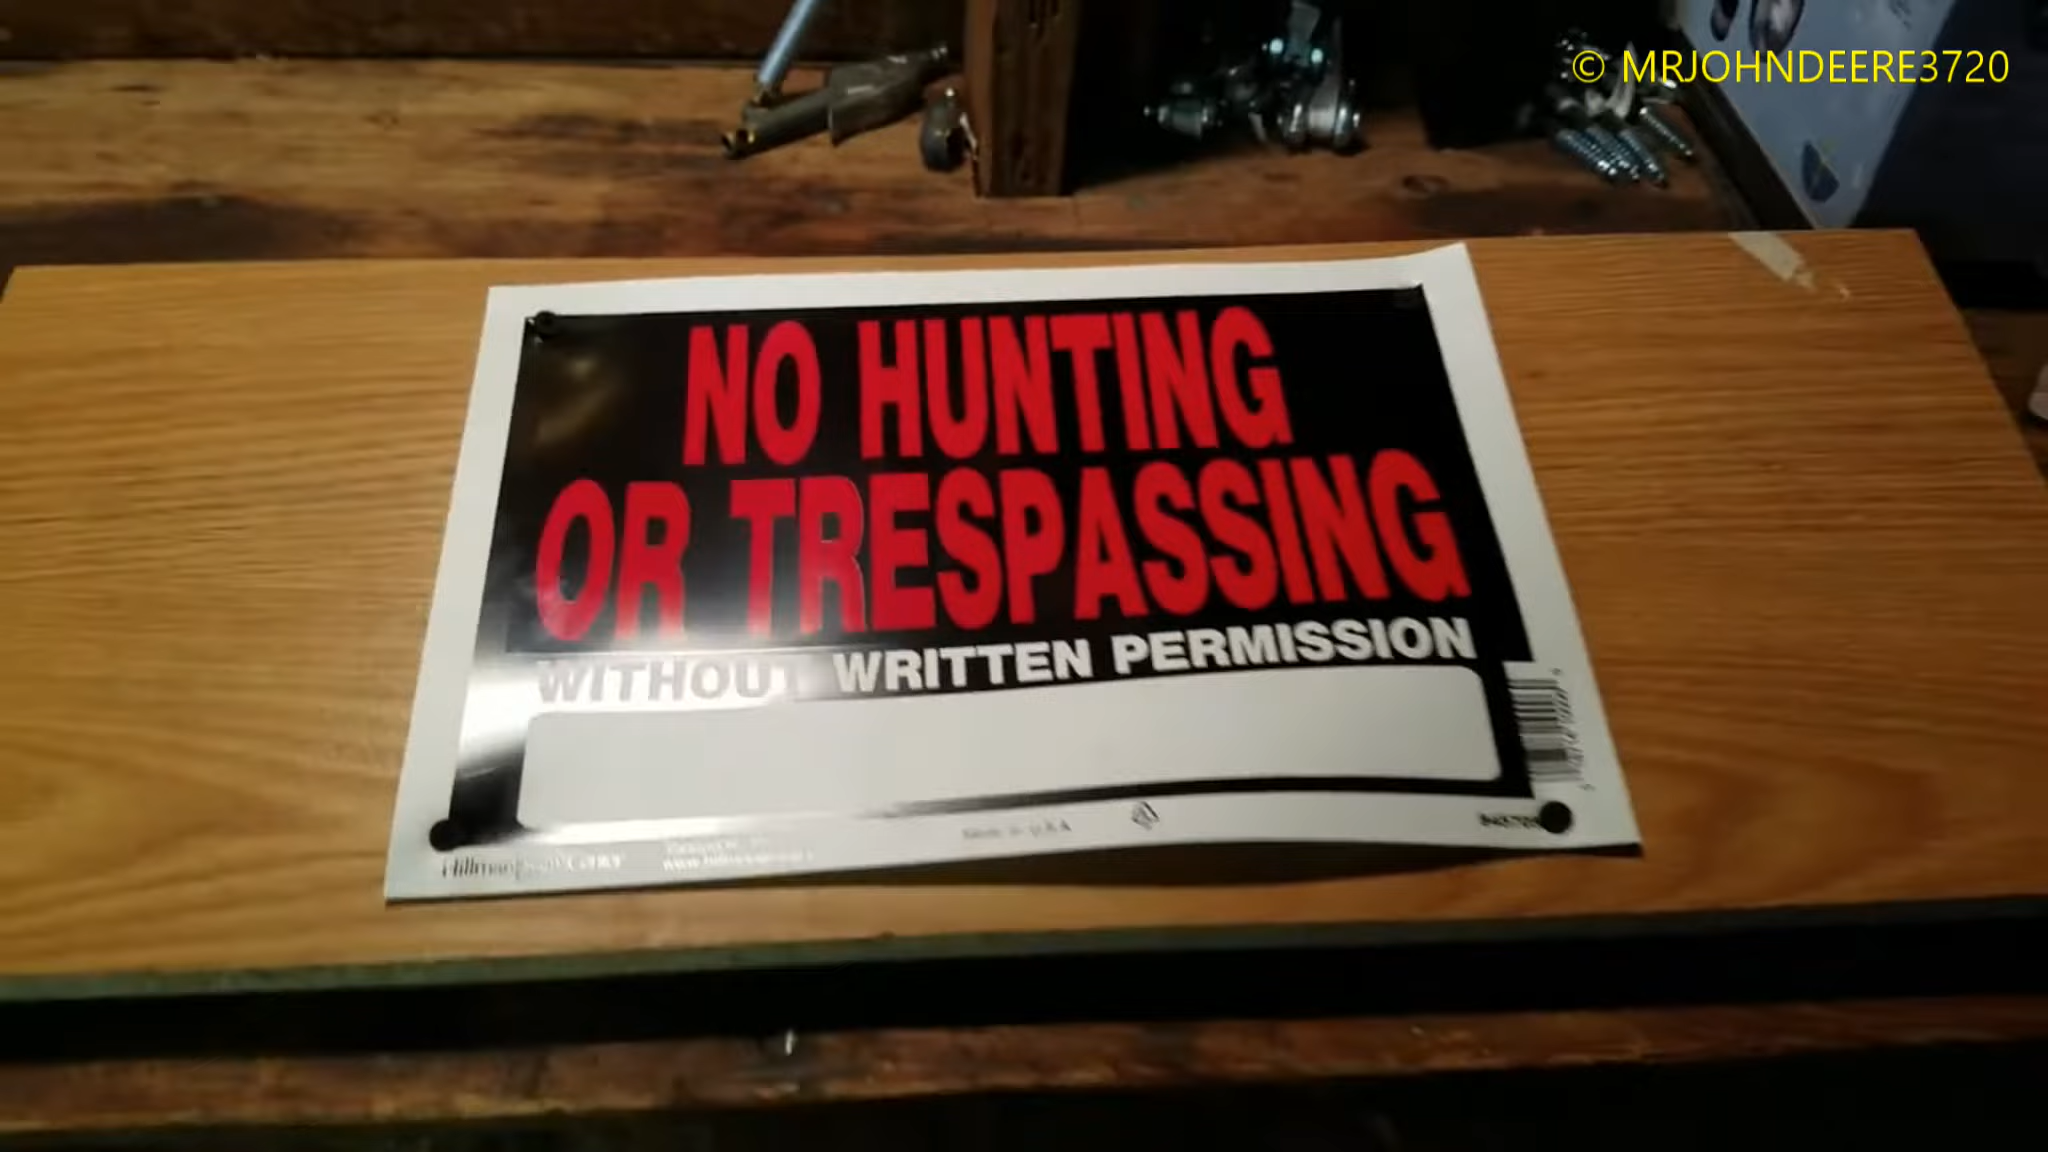 © MRJOHNDEERE3720
NO HUNTING
OR TRESPASSING
WITHOUT WRITTEN PERMISSION